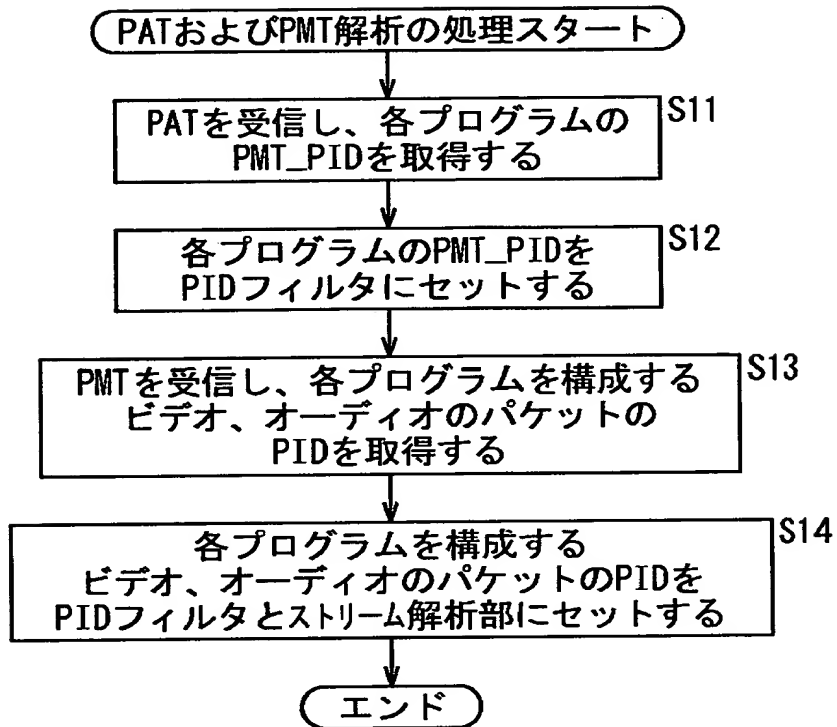 PATおよびPMT解析の処理スタート
PATを受信し、各プログラムの
PMT_PIDを取得する
S11
各プログラムのPMT_PIDを
PIDフィルタにセットする
S12
PMTを受信し、各プログラムを構成する
ビデオ、オーディオのパケットの
PIDを取得する
S13
各プログラムを構成する
ビデオ、オーディオのパケットのPIDを
PIDフィルタとストリーム解析部にセットする
S14
エンド